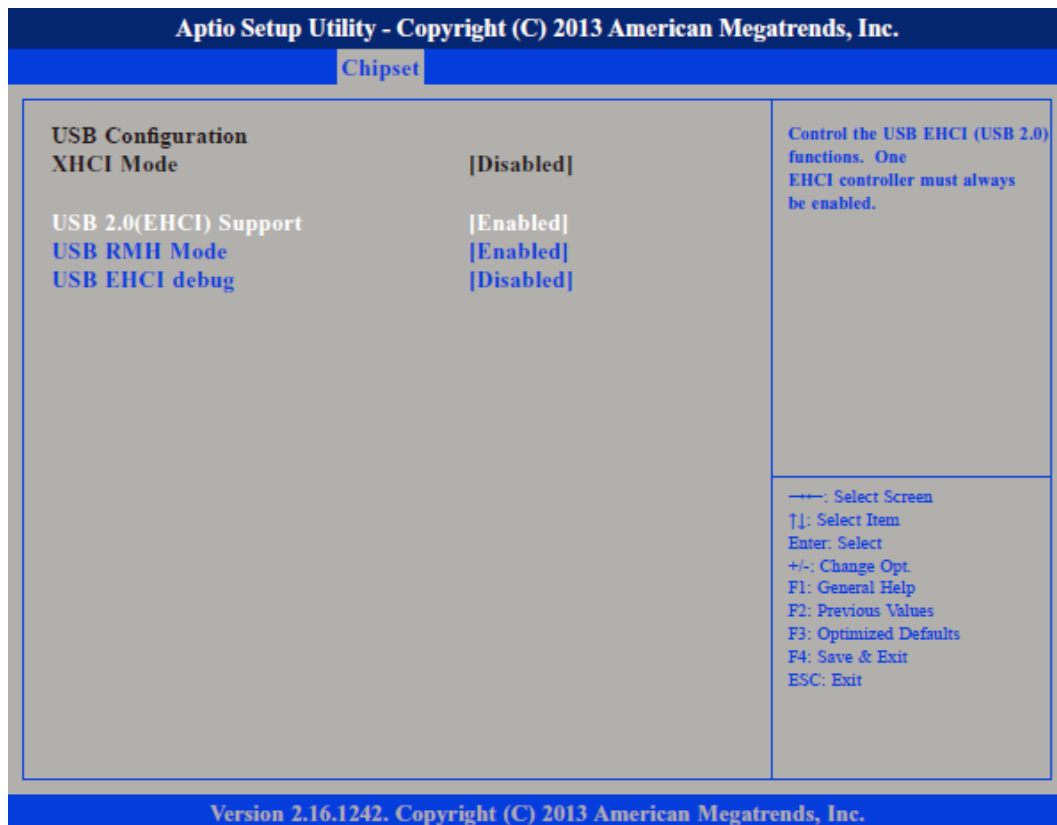 Aptio Setup Utility - Copyright (C) 2013 American Megatrends, Inc.
Chipset
USB Configuration
XHCI Mode [Disabled]
USB 2.0(EHCI) Support [Enabled]
USB RMH Mode [Enabled]
USB EHCI debug [Disabled]
Control the USB EHCI (USB 2.0)
functions. One
EHCI controller must always
be enabled.
→←: Select Screen
↑↓: Select Item
Enter: Select
+/-: Change Opt.
F1: General Help
F2: Previous Values
F3: Optimized Defaults
F4: Save & Exit
ESC: Exit
Version 2.16.1242. Copyright (C) 2013 American Megatrends, Inc.